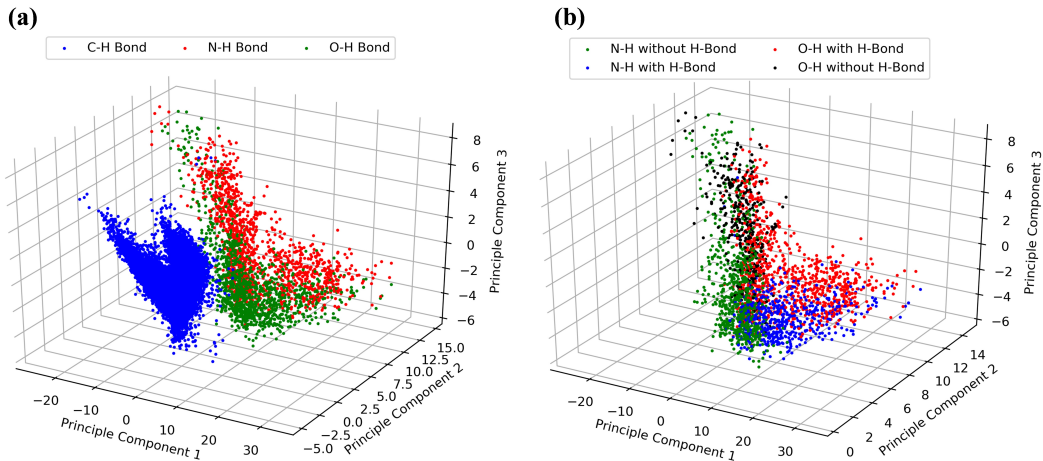 (a)
C-H Bond N-H Bond O-H Bond
8
6
4
2
0
−2
−4
−6
Principle Component 3
−20 −10 0 10 20 30
Principle Component 1
−5.0 −2.5 0.0 2.5 5.0 7.5 10.0 12.5 15.0
Principle Component 2
(b)
N-H without H-Bond O-H with H-Bond
N-H with H-Bond O-H without H-Bond
8
6
4
2
0
−2
−4
−6
Principle Component 3
−20 −10 0 10 20 30
Principle Component 1
0 2 4 6 8 10 12 14
Principle Component 2